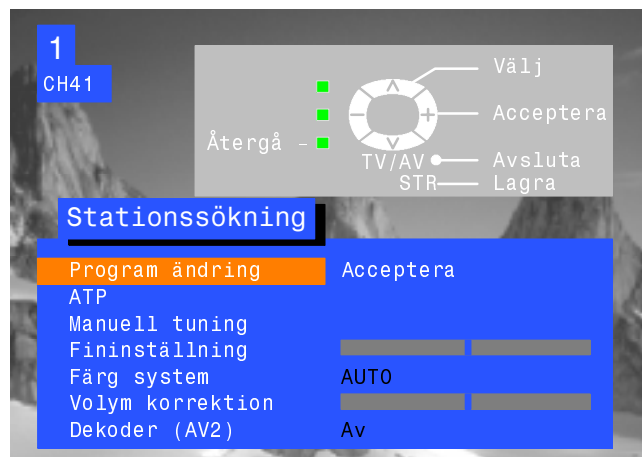 1
CH41
Välj
Acceptera
Återgå
TV/AV Avsluta
STR Lagra
Stationssökning
Program ändring Acceptera
ATP
Manuell tuning
Fininställning
Färg system AUTO
Volym korrektion
Dekoder (AV2) Av